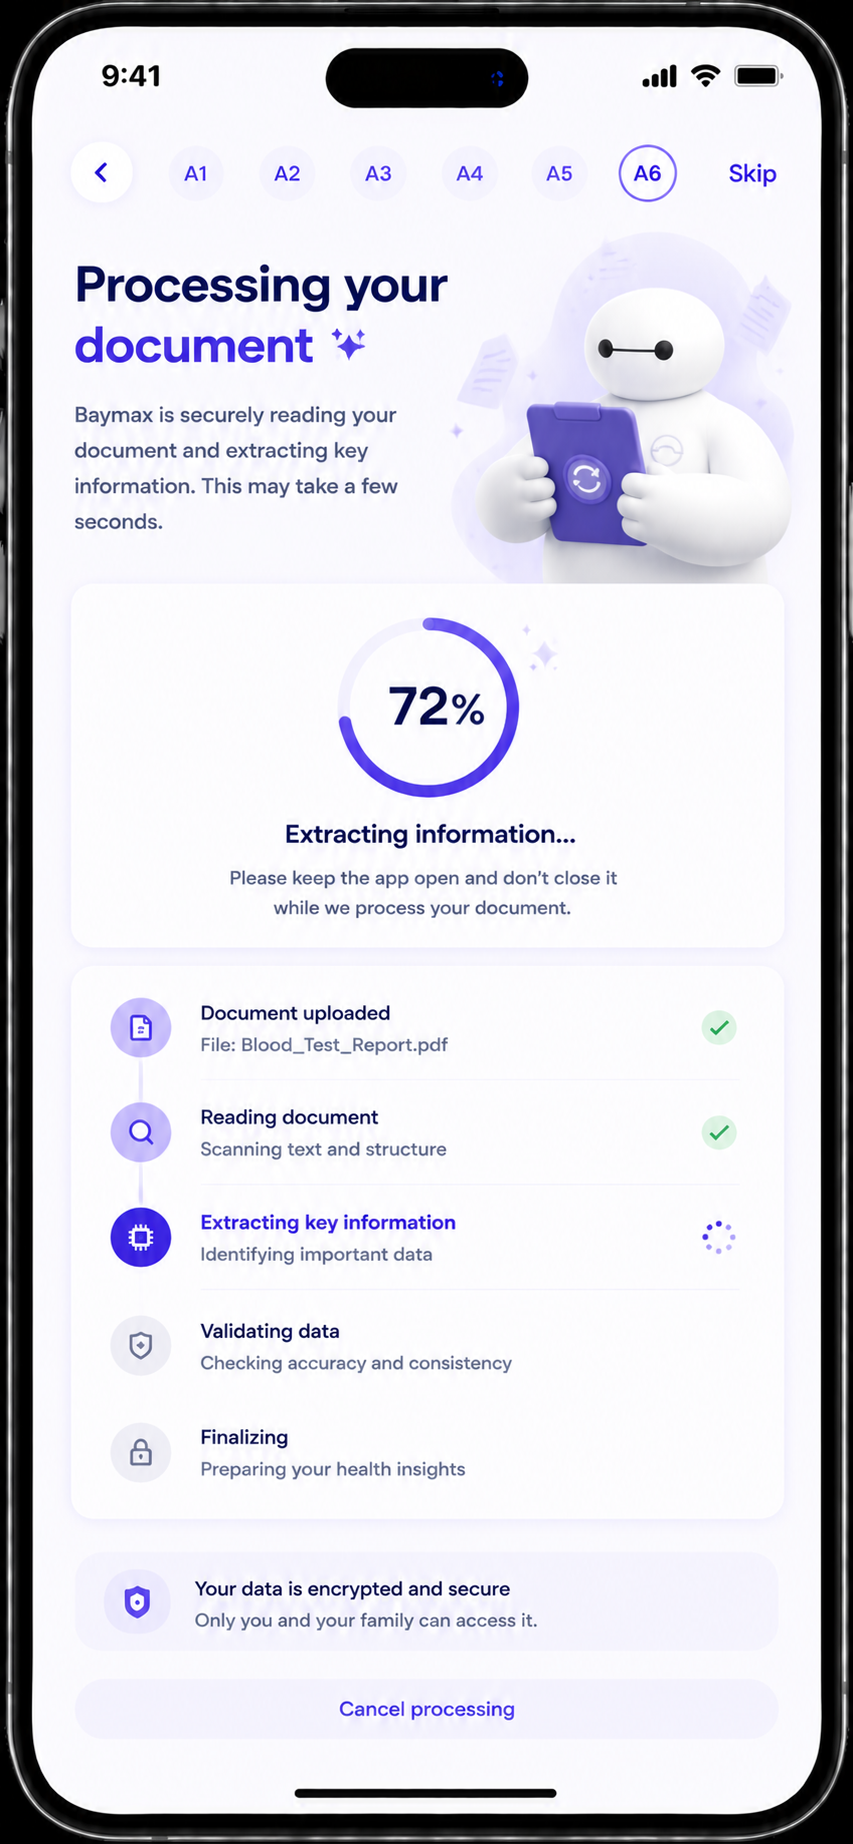 9:41
A1 A2 A3 A4 A5 A6 Skip
Processing your
document
Baymax is securely reading your
document and extracting key
information. This may take a few
seconds.
72%
Extracting information...
Please keep the app open and don't close it
while we process your document.
Document uploaded
File: Blood_Test_Report.pdf
Reading document
Scanning text and structure
Extracting key information
Identifying important data
Validating data
Checking accuracy and consistency
Finalizing
Preparing your health insights
Your data is encrypted and secure
Only you and your family can access it.
Cancel processing